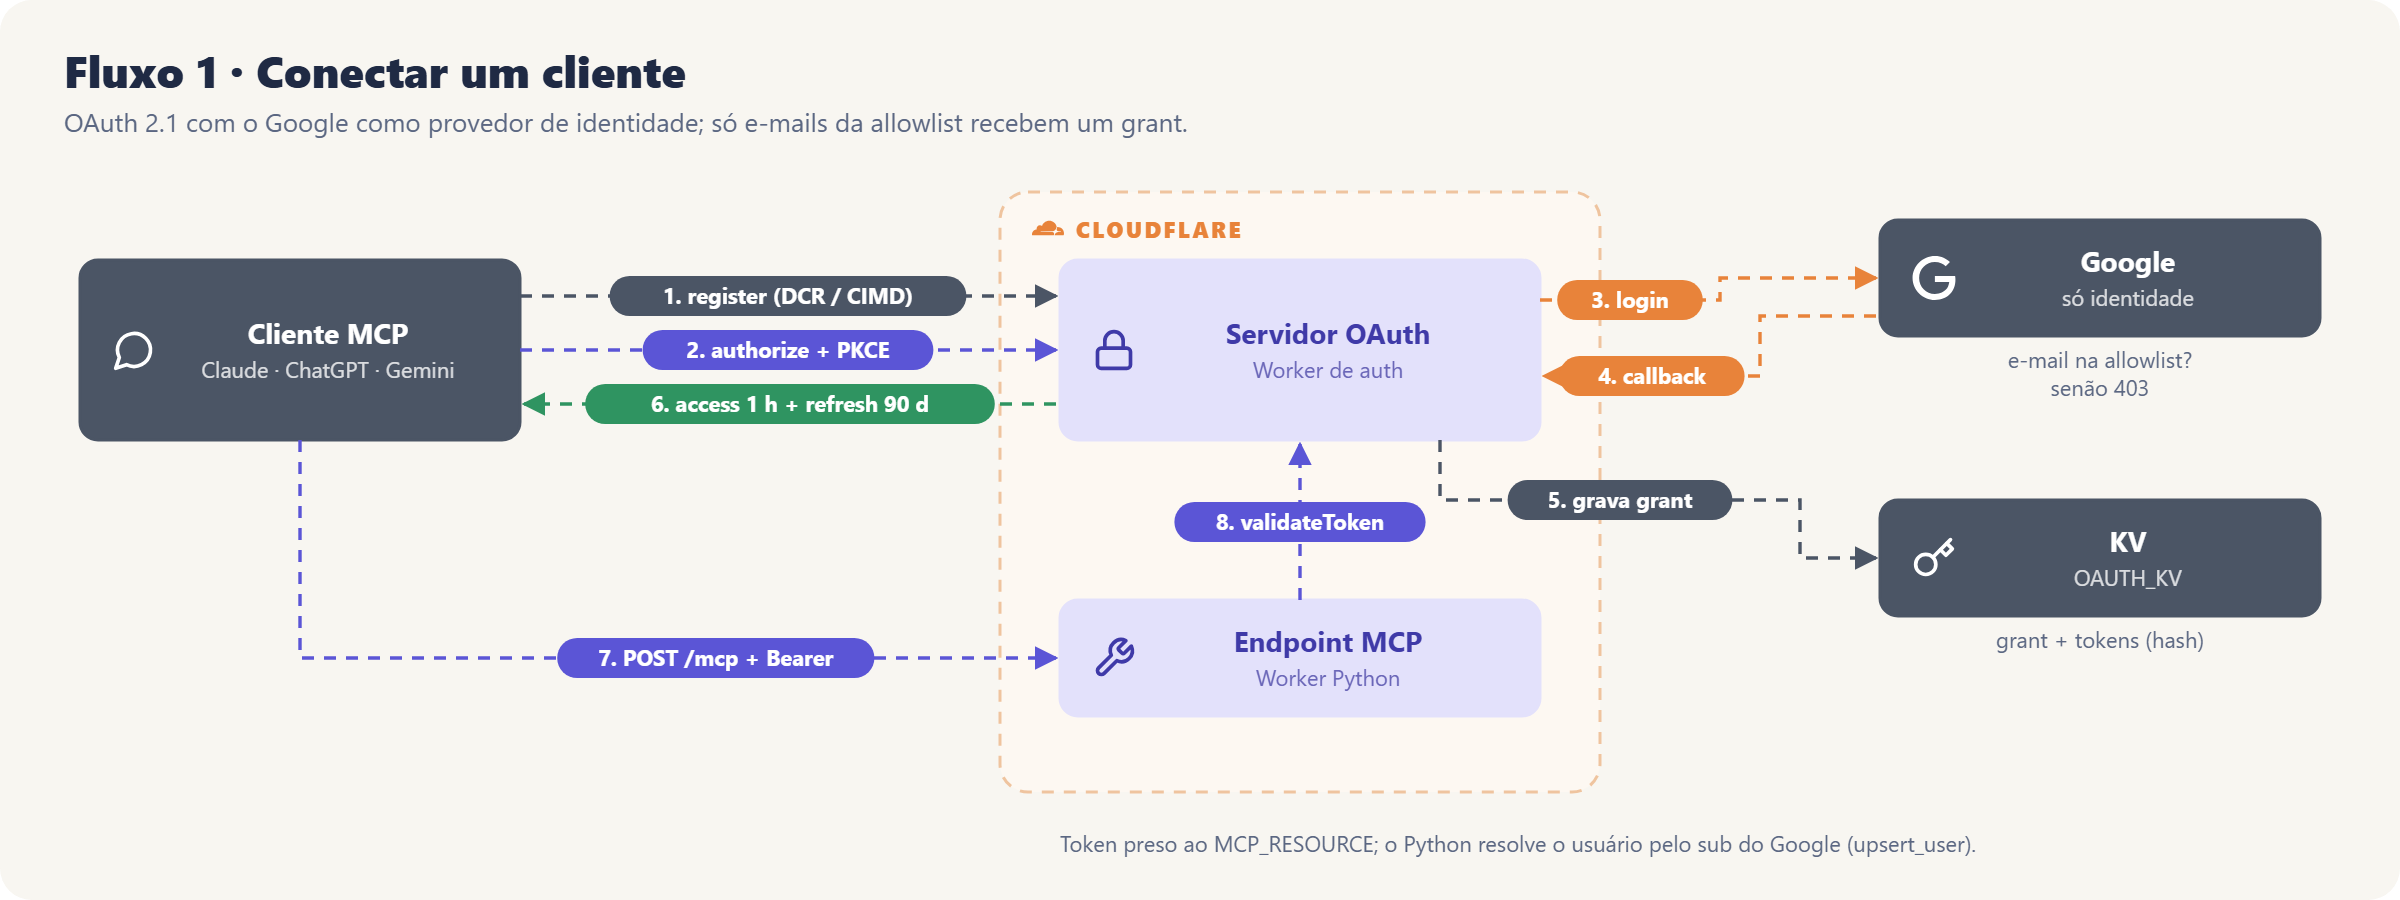 Fluxo 1 · Conectar um cliente
OAuth 2.1 com o Google como provedor de identidade; só e-mails da allowlist recebem um grant.
CLOUDFLARE
Cliente MCP
Claude · ChatGPT · Gemini
1. register (DCR / CIMD)
2. authorize + PKCE
6. access 1 h + refresh 90 d
Servidor OAuth
Worker de auth
3. login
4. callback
Google
só identidade
e-mail na allowlist?
senão 403
8. validateToken
5. grava grant
KV
OAUTH_KV
grant + tokens (hash)
7. POST /mcp + Bearer
Endpoint MCP
Worker Python
Token preso ao MCP_RESOURCE; o Python resolve o usuário pelo sub do Google (upsert_user).